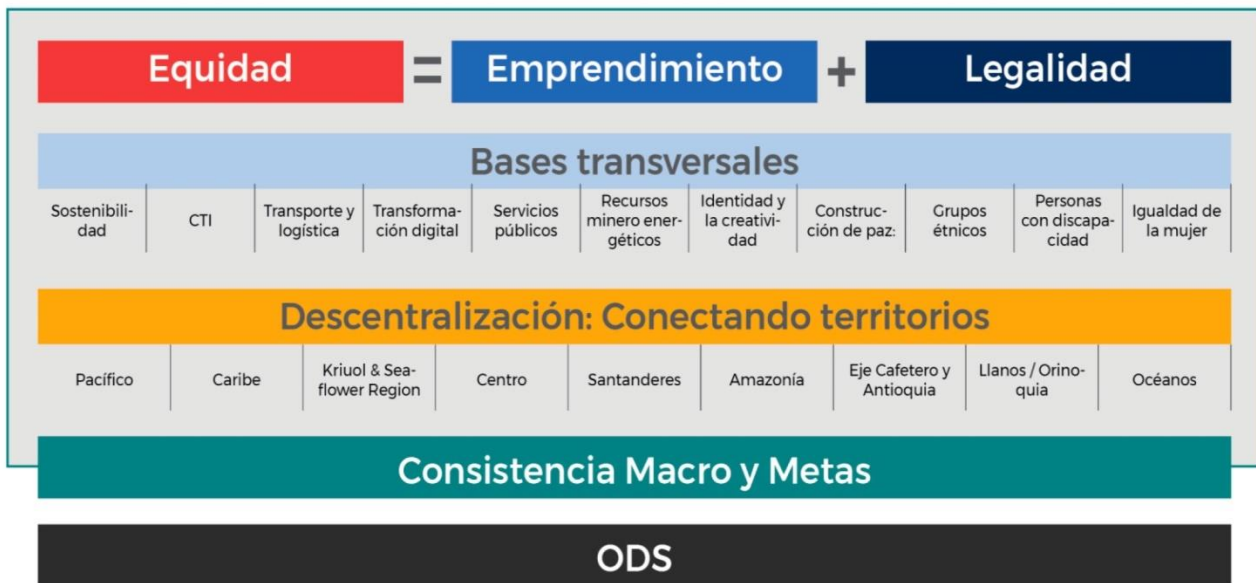 Equidad = Emprendimiento + Legalidad
Bases transversales
Sostenibili-
dad
CTI
Transporte y
logística
Transforma-
ción digital
Servicios
públicos
Recursos
minero ener-
géticos
Identidad y
la creativi-
dad
Construc-
ción de paz:
Grupos
étnicos
Personas
con discapa-
cidad
Igualdad de
la mujer
Descentralización: Conectando territorios
Pacífico
Caribe
Kriuol & Sea-
flower Region
Centro
Santanderes
Amazonía
Eje Cafetero y
Antioquia
Llanos / Orino-
quia
Océanos
Consistencia Macro y Metas
ODS